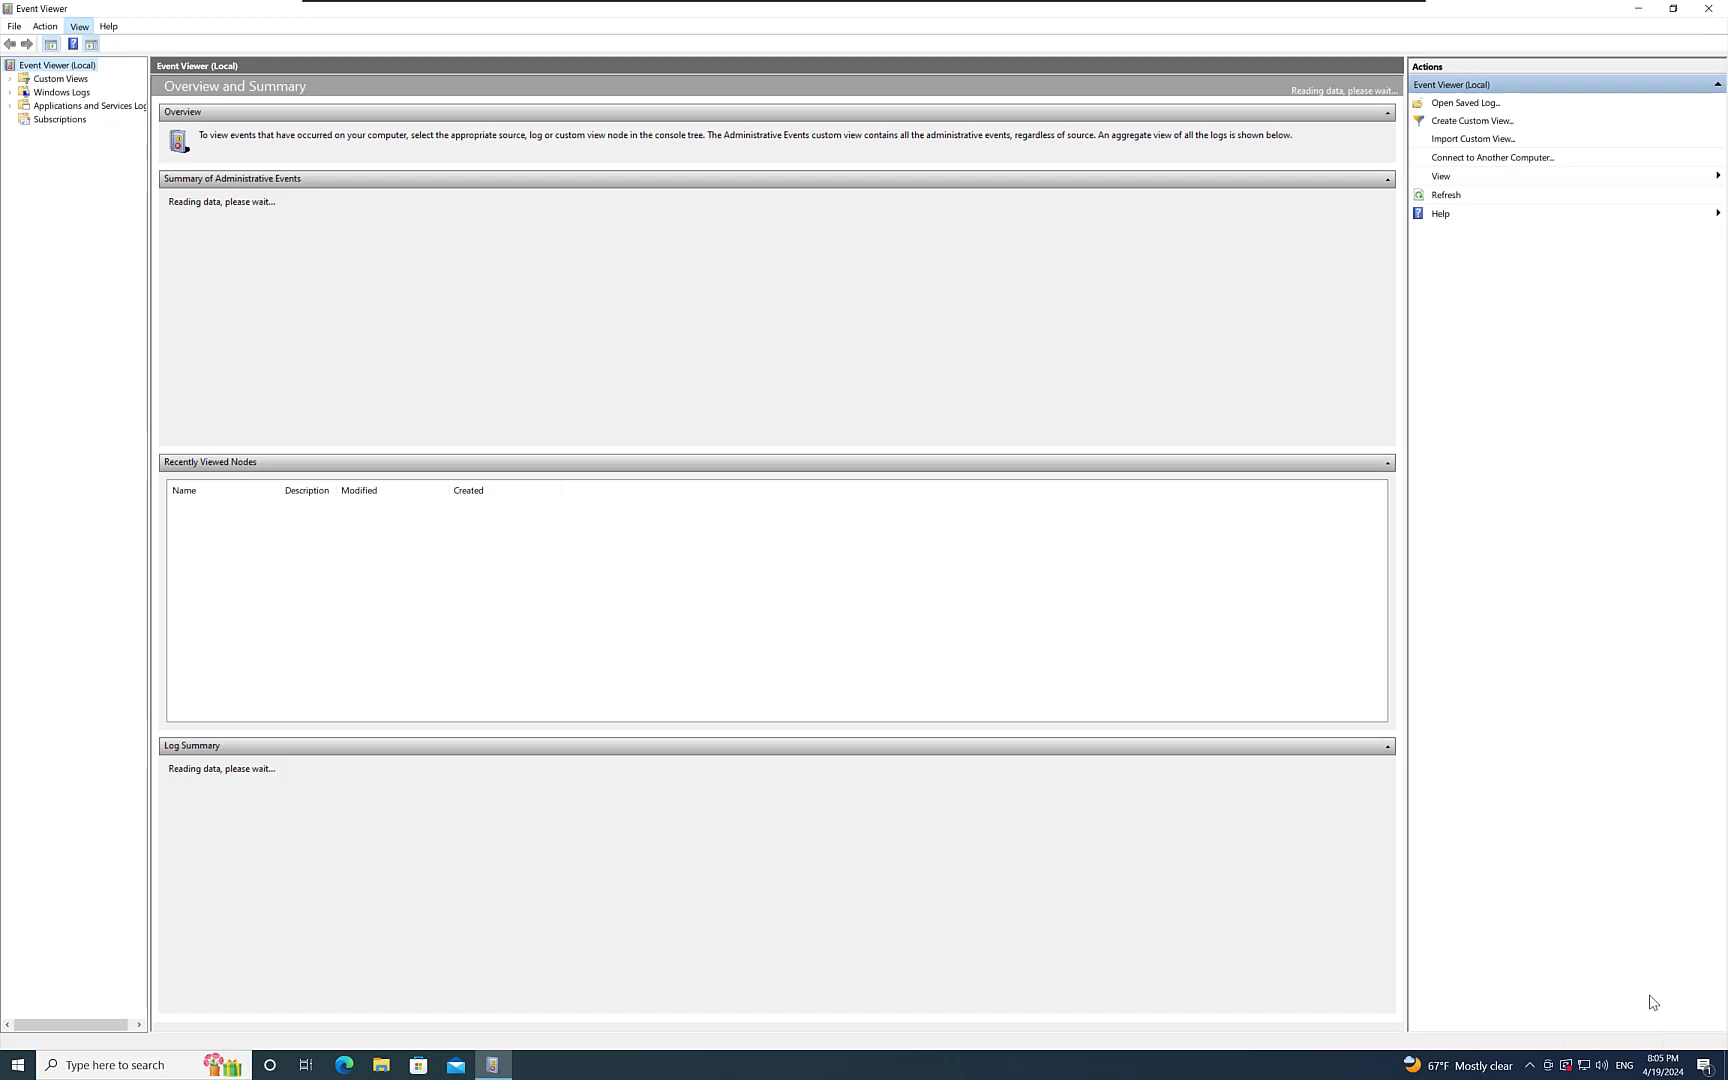 Event Viewer
File Action View Help
Event Viewer (Local)
Custom Views
Windows Logs
Applications and Services Log
Subscriptions
Event Viewer (Local)
Overview and Summary
Reading data, please wait...
Overview
To view events that have occurred on your computer, select the appropriate source, log or custom view node in the console tree. The Administrative Events custom view contains all the administrative events, regardless of source. An aggregate view of all the logs is shown below.
Summary of Administrative Events
Reading data, please wait...
Recently Viewed Nodes
Name Description Modified Created
Log Summary
Reading data, please wait...
Actions
Event Viewer (Local)
Open Saved Log...
Create Custom View...
Import Custom View...
Connect to Another Computer...
View
Refresh
Help
Type here to search
67°F Mostly clear
ENG
8:05 PM
4/19/2024
1